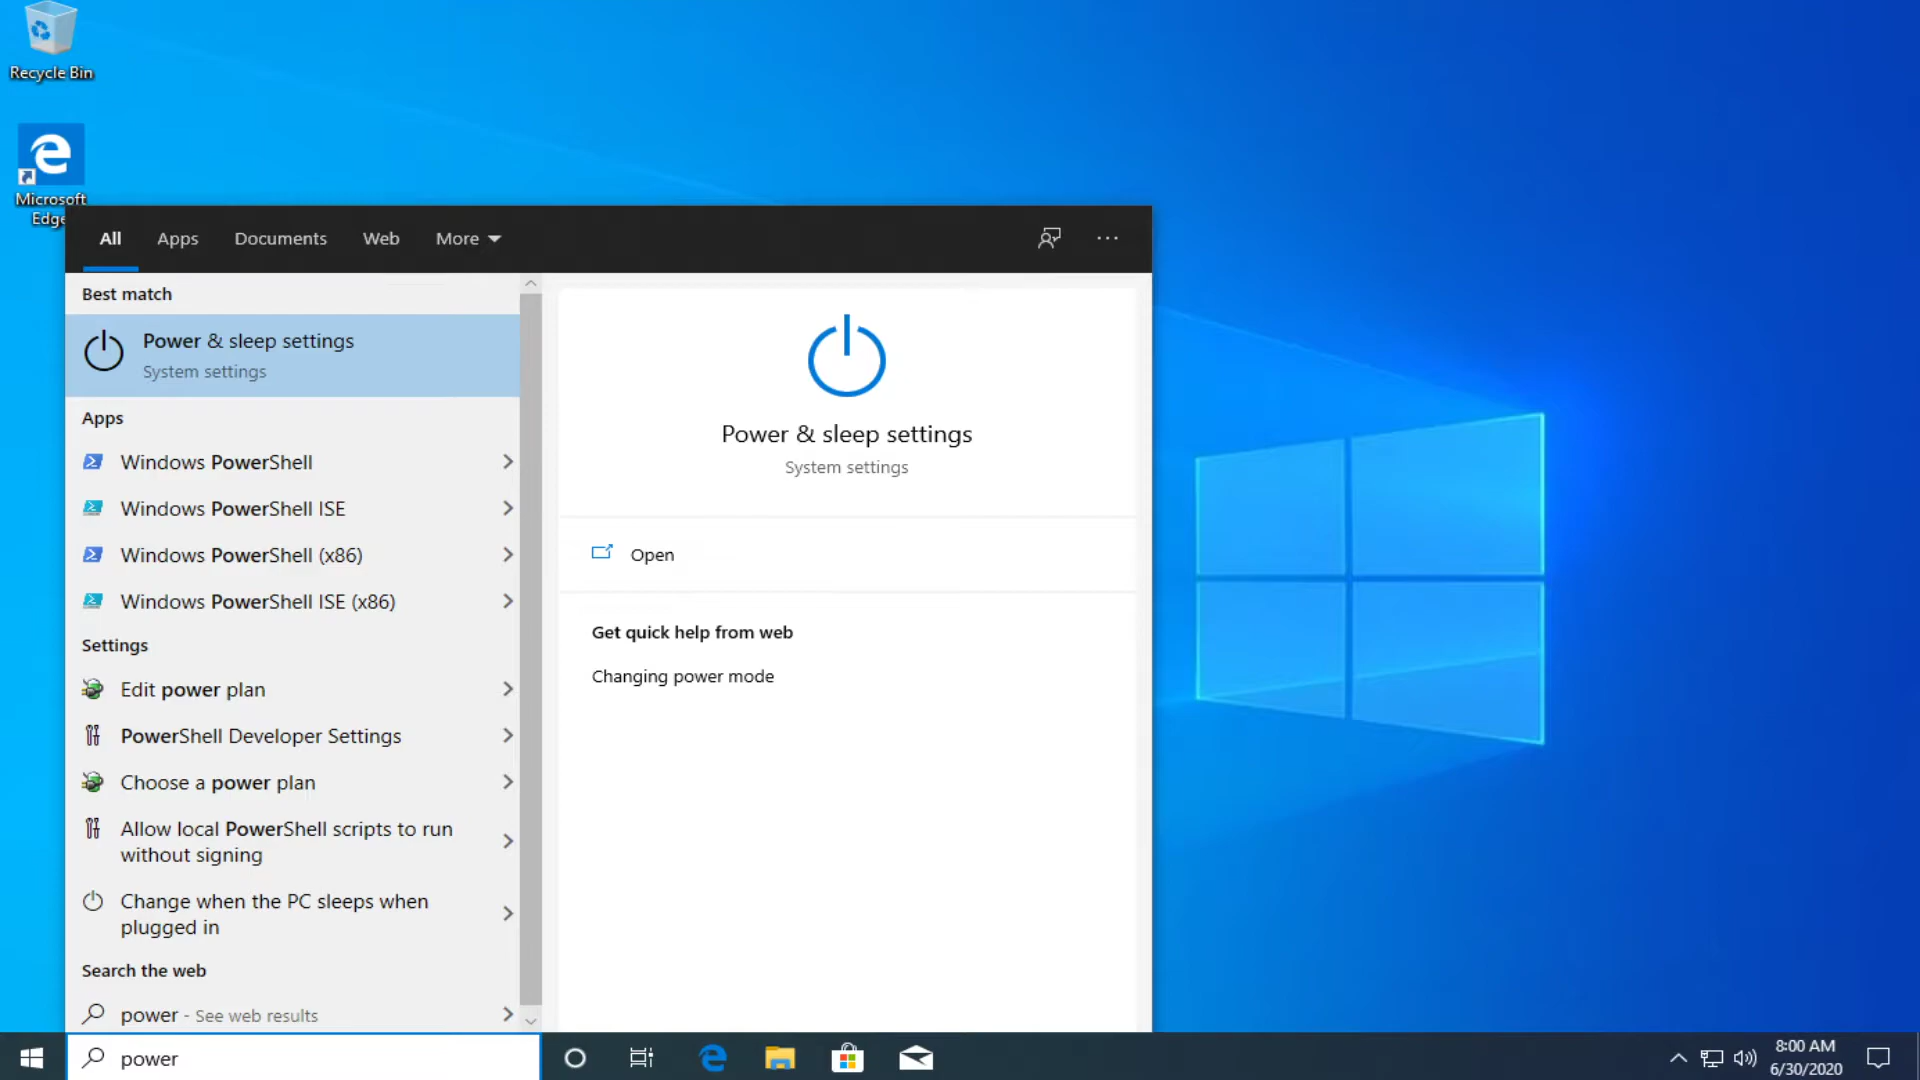 Recycle Bin
Microsoft
Edge
All Apps Documents Web More
Best match
Power & sleep settings
System settings
Apps
Windows PowerShell
Windows PowerShell ISE
Windows PowerShell (x86)
Windows PowerShell ISE (x86)
Settings
Edit power plan
PowerShell Developer Settings
Choose a power plan
Allow local PowerShell scripts to run
without signing
Change when the PC sleeps when
plugged in
Search the web
power - See web results
Power & sleep settings
System settings
Open
Get quick help from web
Changing power mode
power
8:00 AM
6/30/2020